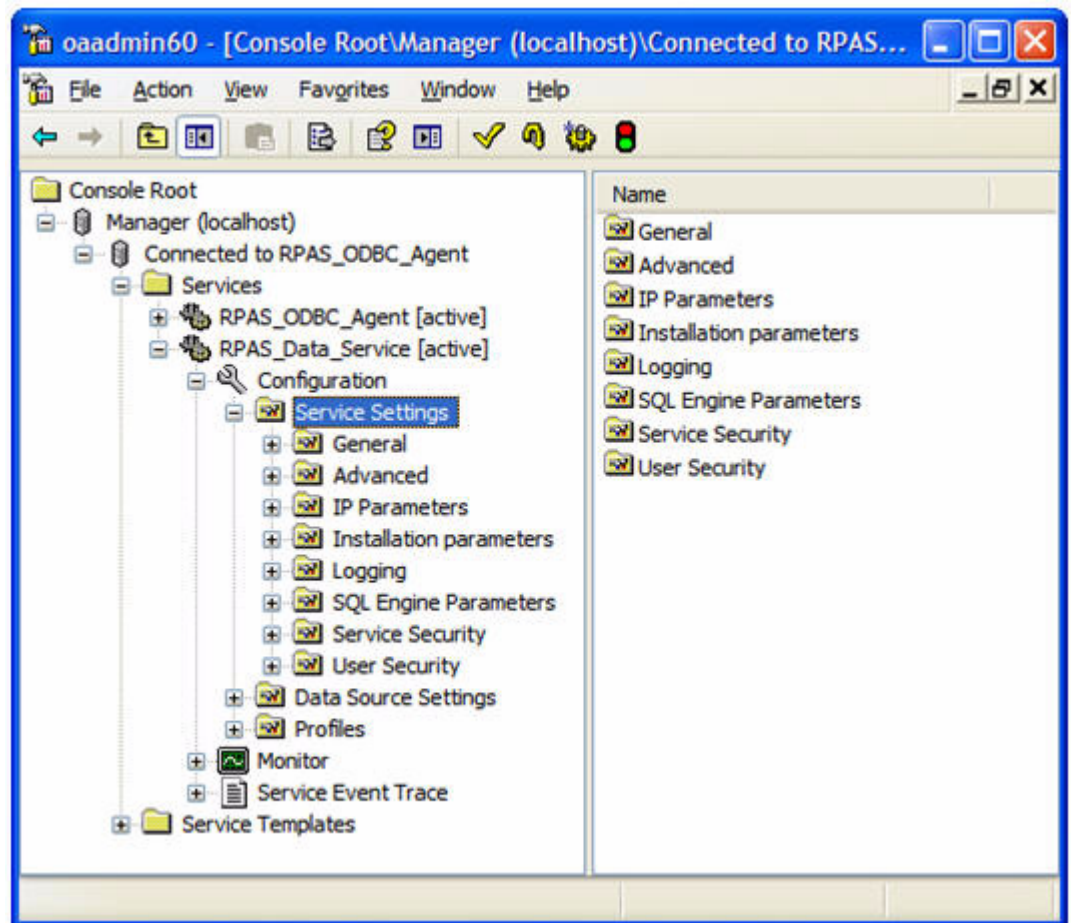 oaadmin60 - [Console Root\Manager (localhost)\Connected to RPAS...
File Action View Favorites Window Help
Console Root
Manager (localhost)
Connected to RPAS_ODBC_Agent
Services
RPAS_ODBC_Agent [active]
RPAS_Data_Service [active]
Configuration
Service Settings
General
Advanced
IP Parameters
Installation parameters
Logging
SQL Engine Parameters
Service Security
User Security
Data Source Settings
Profiles
Monitor
Service Event Trace
Service Templates
Name
General
Advanced
IP Parameters
Installation parameters
Logging
SQL Engine Parameters
Service Security
User Security